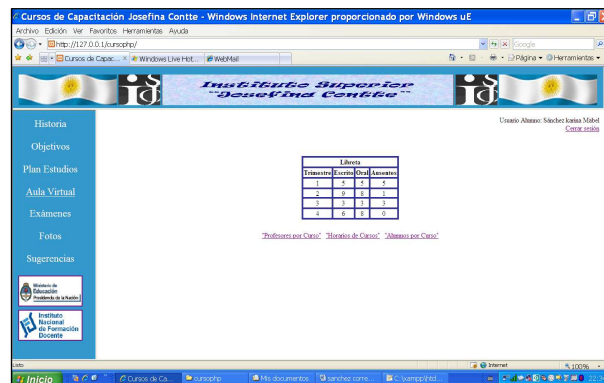 Cursos de Capacitación Josefina Contte - Windows Internet Explorer proporcionado por Windows uE
Archivo Edición Ver Favoritos Herramientas Ayuda
http://127.0.0.1/cursophp/
Google
Cursos de Capac...
Windows Live Hot...
WebMail
Página
Herramientas
Instituto Superior
"Josefina Contte"
Historia
Objetivos
Plan Estudios
Aula Virtual
Exámenes
Fotos
Sugerencias
Ministerio de
Educación
Presidencia de la Nación
Instituto
Nacional
de Formación
Docente
Usuario Alumno: Sánchez karina Mabel
Cerrar sesión
Libreta
Trimestre Escrito Oral Ausentes
1 5 5 5
2 9 8 1
3 3 3 3
4 6 8 0
"Profesores por Curso" "Horarios de Cursos" "Alumnos por Curso"
Listo
Internet
100%
Inicio
Cursos de Ca...
cursophp
Mis documentos
sanchez corre...
C:\xampp\htd...